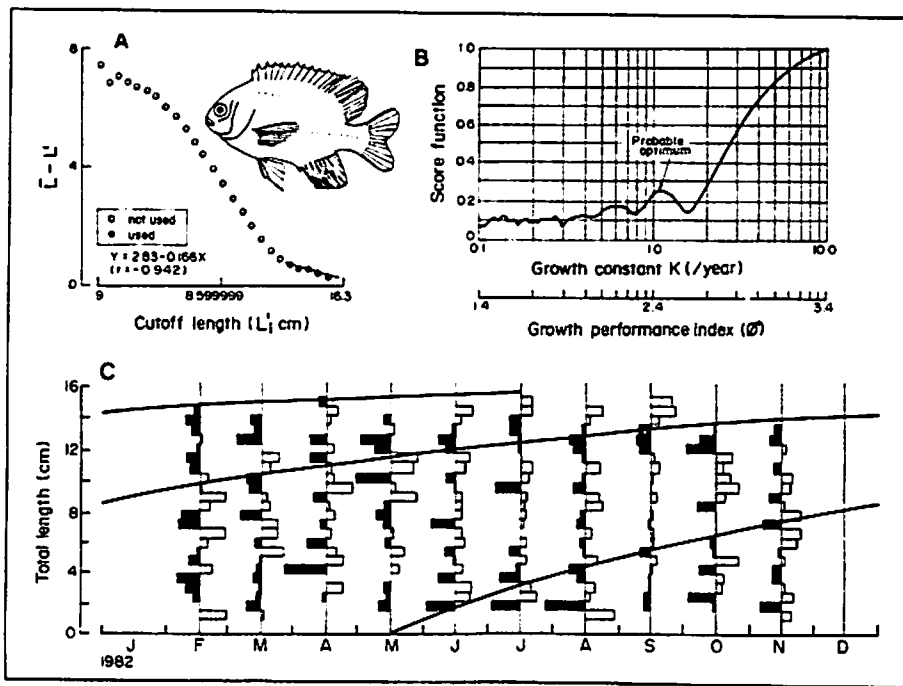 A
8
4
0
L̄ - L'
○ not used
● used
Y = 2.83-0.166X
(r = -0.942)
9
8.599999
16.3
Cutoff length (L'i cm)
B
1.0
0.8
0.6
0.4
0.2
0
Score function
Probable
optimum
0.1
1.0
10.0
Growth constant K (/year)
1.4
2.4
3.4
Growth performance index (Ø')
C
16
12
8
4
0
Total length (cm)
J F M A M J J A S O N D
1982